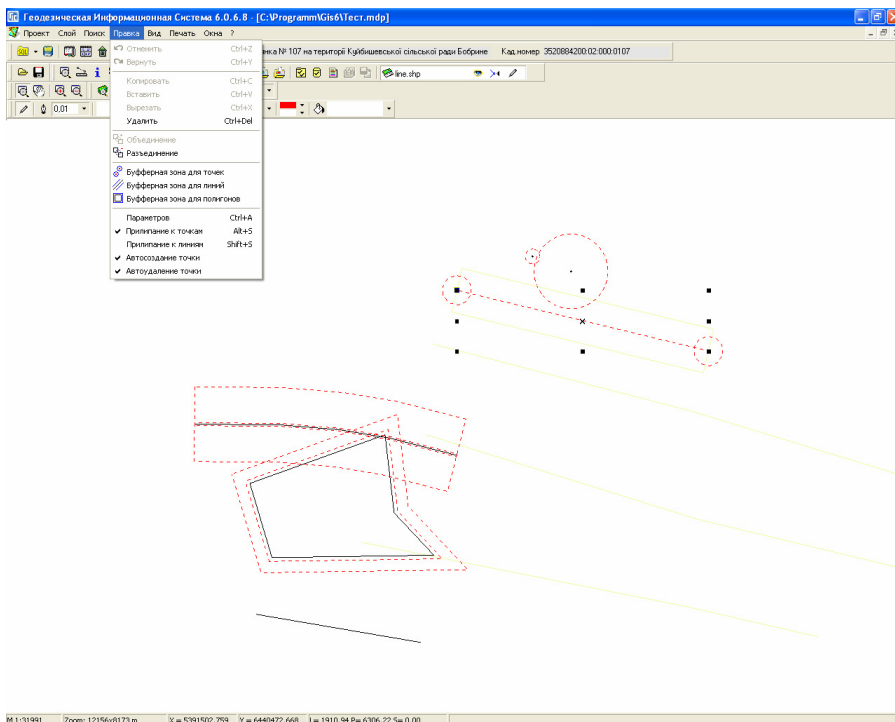 Геодезическая Информационная Система 6.0.6.8 - [C:\Programm\Gis6\Тест.mdp]
Проект Слой Поиск Правка Вид Печать Окна ?
нка № 107 на території Куйбишевської сільської ради Бобрине Кад.номер 3520884200:02:000:0107
line.shp
0,01
Отменить Ctrl+Z
Вернуть Ctrl+Y
Копировать Ctrl+C
Вставить Ctrl+V
Вырезать Ctrl+X
Удалить Ctrl+Del
Объединение
Разъединение
Буфферная зона для точек
Буфферная зона для линий
Буфферная зона для полигонов
Параметров Ctrl+A
Прилипание к точкам Alt+S
Прилипание к линиям Shift+S
Автосоздание точки
Автоудаление точки
М 1:31991 Zoom: 12156x8173 m X = 5391502.759 Y = 6440472.668 L= 1910.94 P= 6306.22 S= 0.00